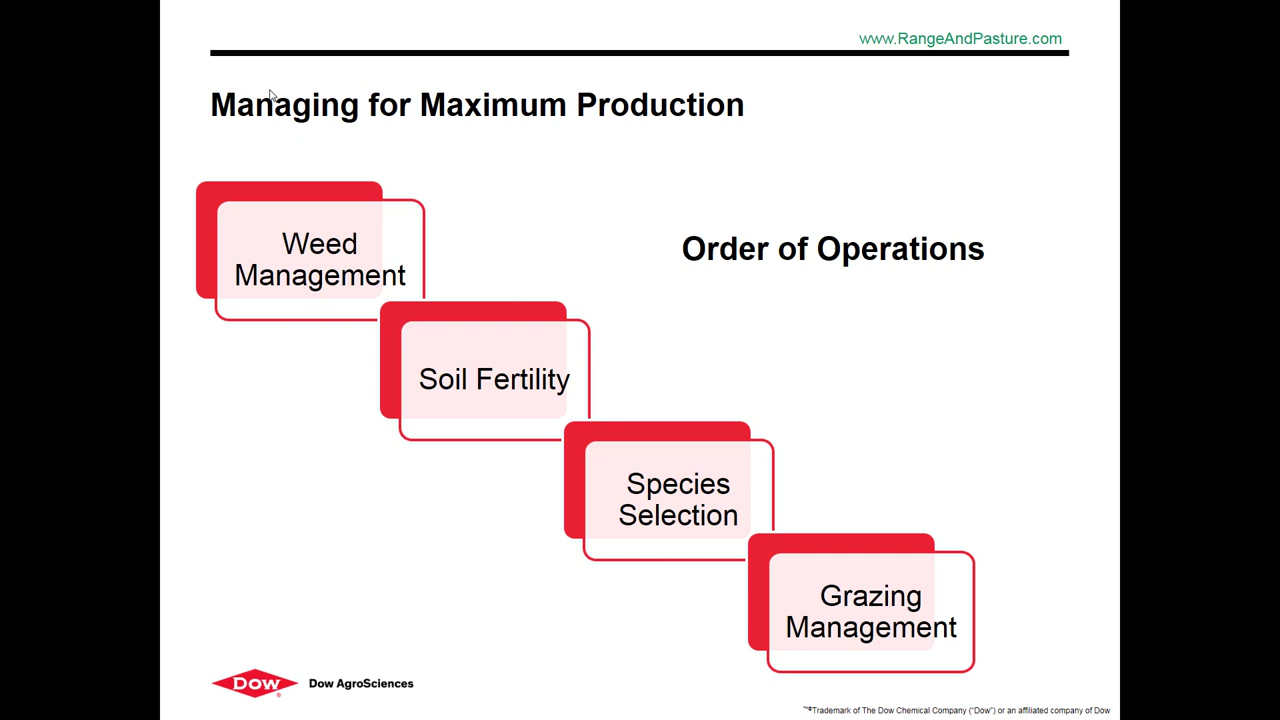 www.RangeAndPasture.com
Managing for Maximum Production
Weed
Management
Order of Operations
Soil Fertility
Species
Selection
Grazing
Management
Dow
®
Dow AgroSciences
™®Trademark of The Dow Chemical Company ("Dow") or an affiliated company of Dow